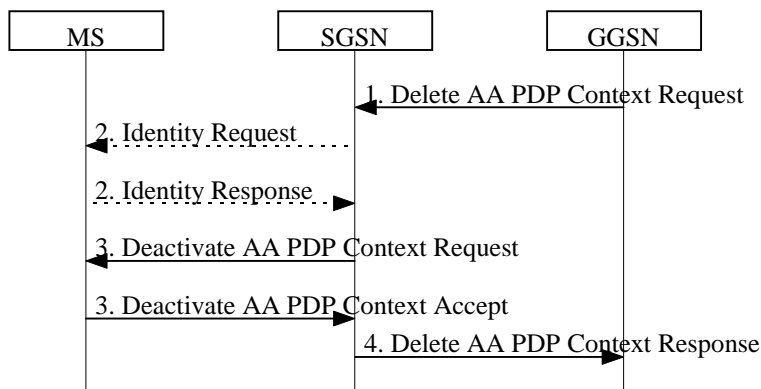 MS
SGSN
GGSN
1. Delete AA PDP Context Request
2. Identity Request
2. Identity Response
3. Deactivate AA PDP Context Request
3. Deactivate AA PDP Context Accept
4. Delete AA PDP Context Response